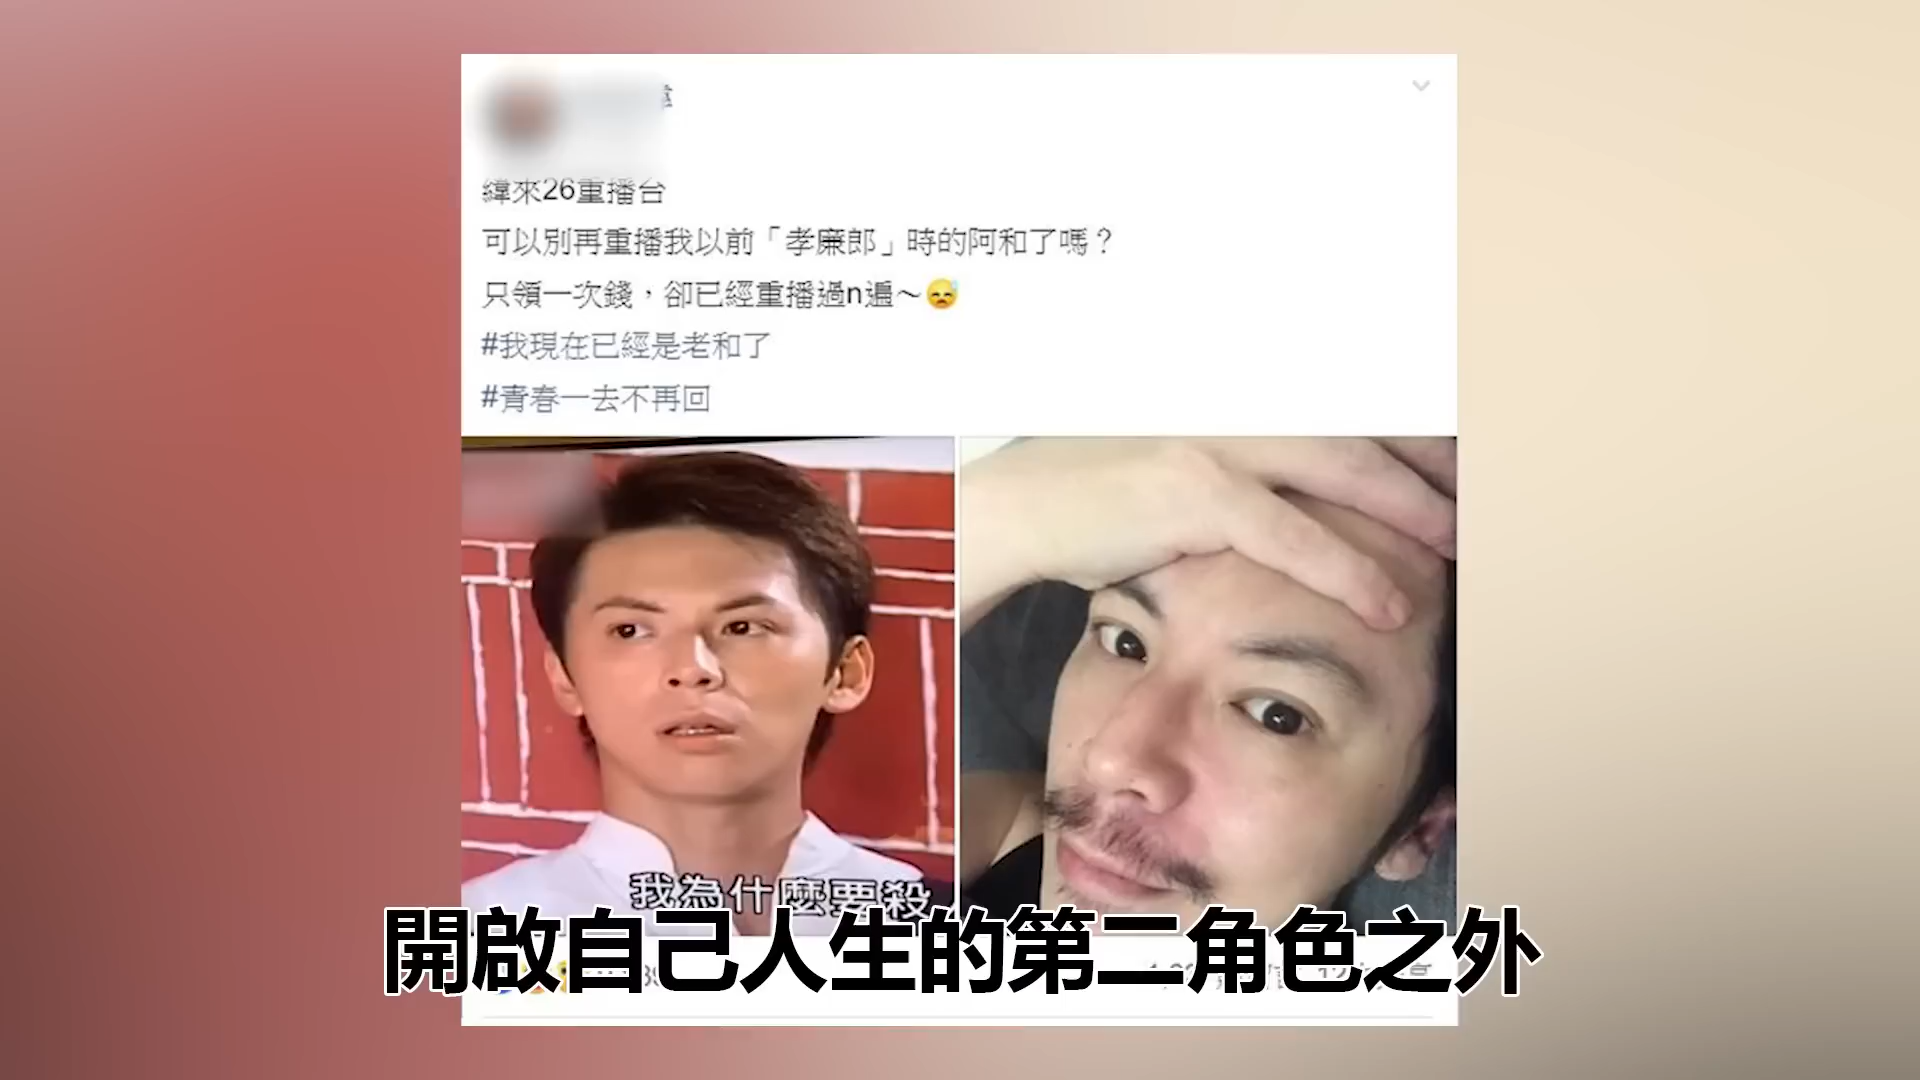 緯來26重播台
可以別再重播我以前「孝廉郎」時的阿和了嗎？
只領一次錢，卻已經重播過n遍～😓
#我現在已經是老和了
#青春一去不再回
我為什麼要殺
開啟自己人生的第二角色之外